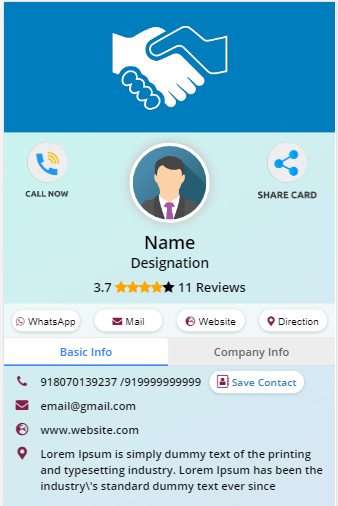 CALL NOW
SHARE CARD
Name
Designation
3.7 11 Reviews
WhatsApp Mail Website Direction
Basic Info Company Info
918070139237 /919999999999 Save Contact
email@gmail.com
www.website.com
Lorem Ipsum is simply dummy text of the printing
and typesetting industry. Lorem Ipsum has been the
industry\'s standard dummy text ever since